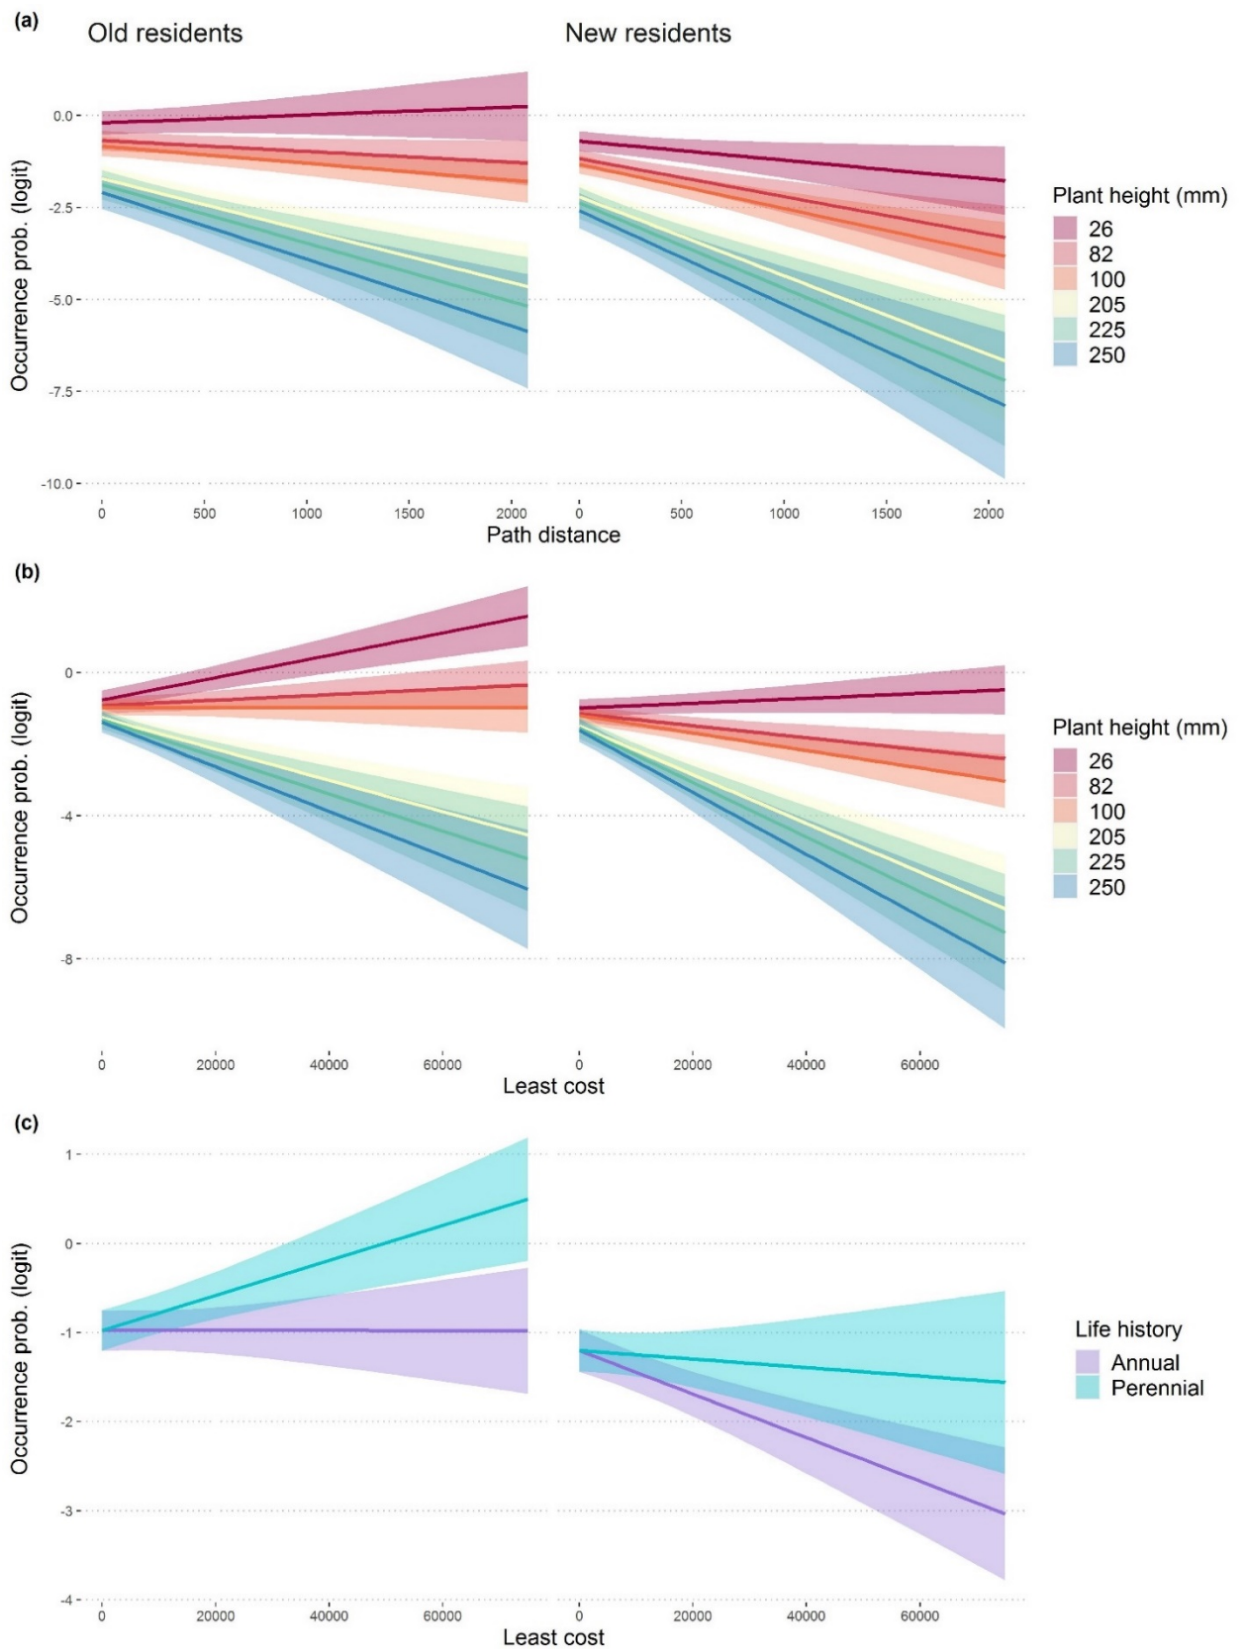 (a)
Old residents
New residents
Occurrence prob. (logit)
0.0
-2.5
-5.0
-7.5
-10.0
0 500 1000 1500 2000
0 500 1000 1500 2000
Path distance
Plant height (mm)
26
82
100
205
225
250
(b)
Occurrence prob. (logit)
0
-4
-8
0 20000 40000 60000
0 20000 40000 60000
Least cost
Plant height (mm)
26
82
100
205
225
250
(c)
Occurrence prob. (logit)
1
0
-1
-2
-3
-4
0 20000 40000 60000
0 20000 40000 60000
Least cost
Life history
Annual
Perennial